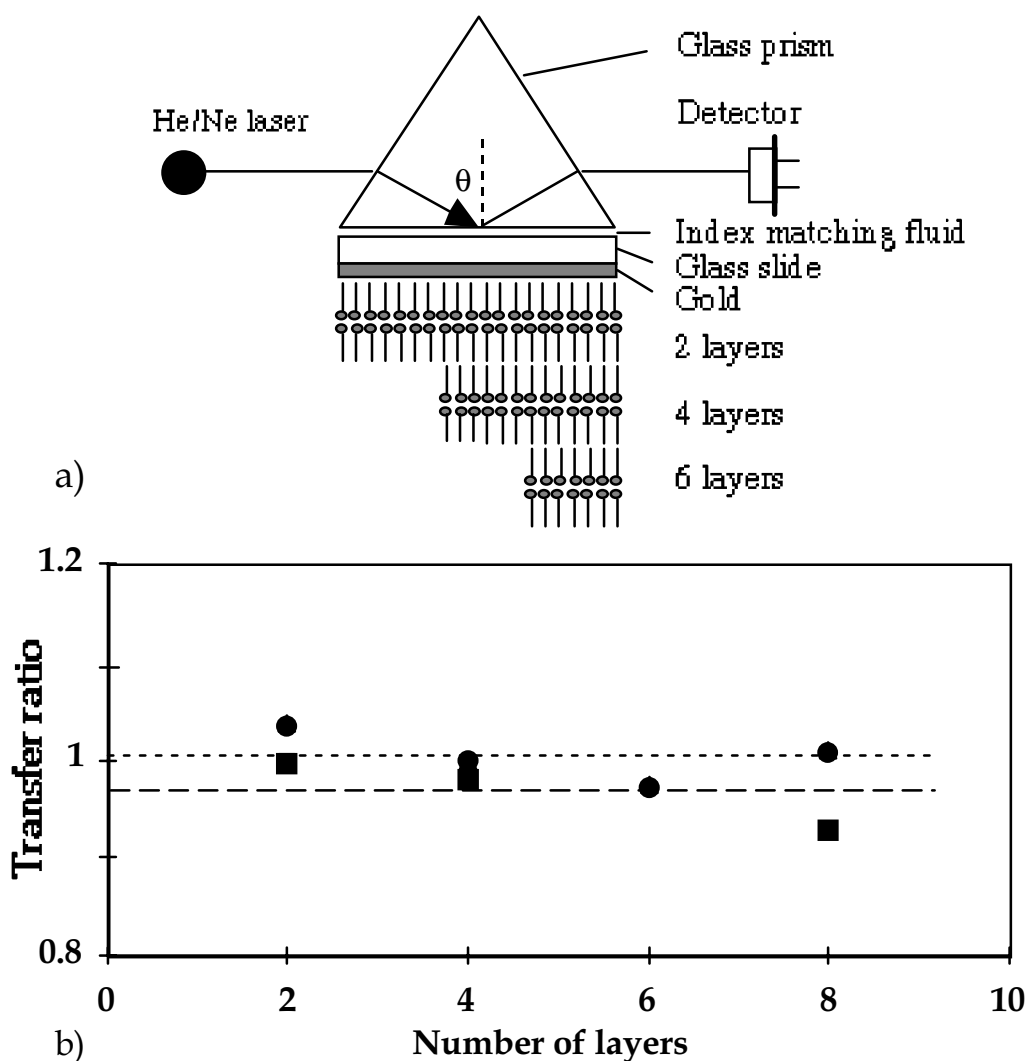 Glass prism
He/Ne laser
Detector
θ
Index matching fluid
Glass slide
Gold
2 layers
4 layers
6 layers
a)
1.2
1
0.8
Transfer ratio
0 2 4 6 8 10
Number of layers
b)